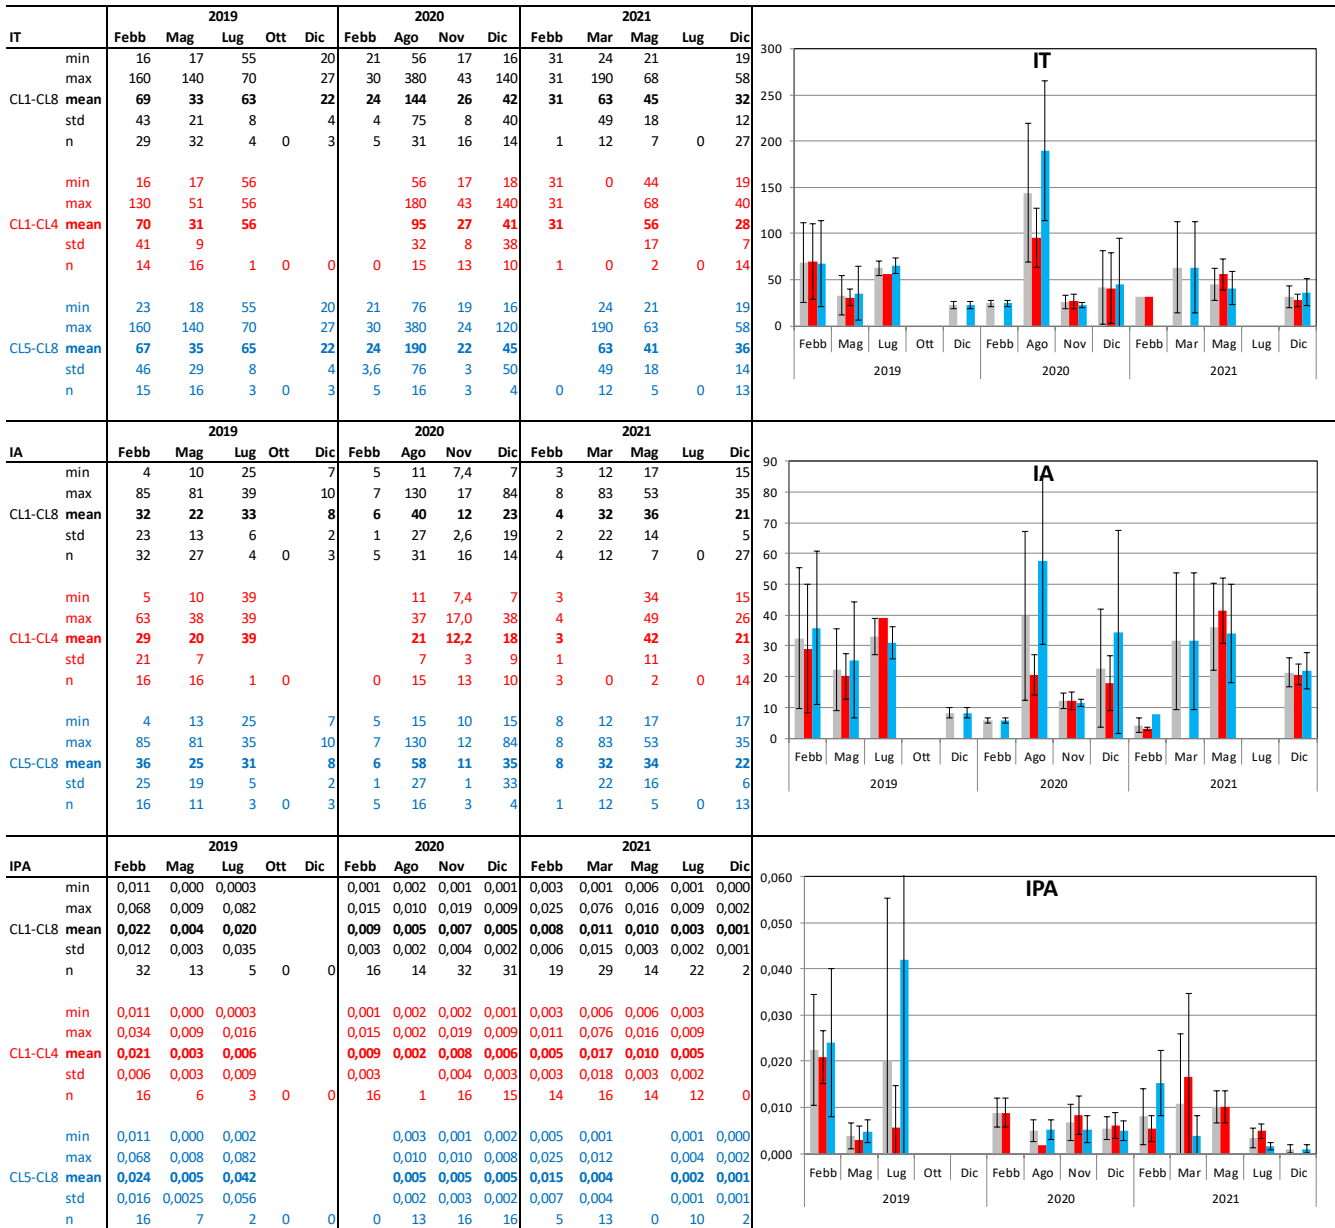 2019 2020 2021
IT Febb Mag Lug Ott Dic Febb Ago Nov Dic Febb Mar Mag Lug Dic
min 16 17 55 20 21 56 17 16 31 24 21 19
max 160 140 70 27 30 380 43 140 31 190 68 58
CL1-CL8 mean 69 33 63 22 24 144 26 42 31 63 45 32
std 43 21 8 4 4 75 8 40 49 18 12
n 29 32 4 0 3 5 31 16 14 1 12 7 0 27
min 16 17 56 56 17 18 31 0 44 19
max 130 51 56 180 43 140 31 68 40
CL1-CL4 mean 70 31 56 95 27 41 31 56 28
std 41 9 32 8 38 17 7
n 14 16 1 0 0 0 15 13 10 1 0 2 0 14
min 23 18 55 20 21 76 19 16 24 21 19
max 160 140 70 27 30 380 24 120 190 63 58
CL5-CL8 mean 67 35 65 22 24 190 22 45 63 41 36
std 46 29 8 4 3,6 76 3 50 49 18 14
n 15 16 3 0 3 5 16 3 4 0 12 5 0 13
IT
300
250
200
150
100
50
0
Febb Mag Lug Ott Dic Febb Ago Nov Dic Febb Mar Mag Lug Dic
2019 2020 2021
2019 2020 2021
IA Febb Mag Lug Ott Dic Febb Ago Nov Dic Febb Mar Mag Lug Dic
min 4 10 25 7 5 11 7,4 7 3 12 17 15
max 85 81 39 10 7 130 17 84 8 83 53 35
CL1-CL8 mean 32 22 33 8 6 40 12 23 4 32 36 21
std 23 13 6 2 1 27 2,6 19 2 22 14 5
n 32 27 4 0 3 5 31 16 14 4 12 7 0 27
min 5 10 39 11 7,4 7 3 34 15
max 63 38 39 37 17,0 38 4 49 26
CL1-CL4 mean 29 20 39 21 12,2 18 3 42 21
std 21 7 7 3 9 1 11 3
n 16 16 1 0 0 15 13 10 3 0 2 0 14
min 4 13 25 7 5 15 10 15 8 12 17 17
max 85 81 35 10 7 130 12 84 8 83 53 35
CL5-CL8 mean 36 25 31 8 6 58 11 35 8 32 34 22
std 25 19 5 2 1 27 1 33 22 16 6
n 16 11 3 0 3 5 16 3 4 1 12 5 0 13
IA
90
80
70
60
50
40
30
20
10
0
Febb Mag Lug Ott Dic Febb Ago Nov Dic Febb Mar Mag Lug Dic
2019 2020 2021
2019 2020 2021
IPA Febb Mag Lug Ott Dic Febb Ago Nov Dic Febb Mar Mag Lug Dic
min 0,011 0,000 0,0003 0,001 0,002 0,001 0,001 0,003 0,001 0,006 0,001 0,000
max 0,068 0,009 0,082 0,015 0,010 0,019 0,009 0,025 0,076 0,016 0,009 0,002
CL1-CL8 mean 0,022 0,004 0,020 0,009 0,005 0,007 0,005 0,008 0,011 0,010 0,003 0,001
std 0,012 0,003 0,035 0,003 0,002 0,004 0,002 0,006 0,015 0,003 0,002 0,001
n 32 13 5 0 0 16 14 32 31 19 29 14 22 2
min 0,011 0,000 0,0003 0,001 0,002 0,002 0,001 0,003 0,006 0,006 0,003
max 0,034 0,009 0,016 0,015 0,002 0,019 0,009 0,011 0,076 0,016 0,009
CL1-CL4 mean 0,021 0,003 0,006 0,009 0,002 0,008 0,006 0,005 0,017 0,010 0,005
std 0,006 0,003 0,009 0,003 0,004 0,003 0,003 0,018 0,003 0,002
n 16 6 3 0 0 16 1 16 15 14 16 14 12 0
min 0,011 0,000 0,002 0,003 0,001 0,002 0,005 0,001 0,001 0,000
max 0,068 0,008 0,082 0,010 0,010 0,008 0,025 0,012 0,004 0,002
CL5-CL8 mean 0,024 0,005 0,042 0,005 0,005 0,005 0,015 0,004 0,002 0,001
std 0,016 0,0025 0,056 0,002 0,003 0,002 0,007 0,004 0,001 0,001
n 16 7 2 0 0 0 13 16 16 5 13 0 10 2
IPA
0,060
0,050
0,040
0,030
0,020
0,010
0,000
Febb Mag Lug Ott Dic Febb Ago Nov Dic Febb Mar Mag Lug Dic
2019 2020 2021